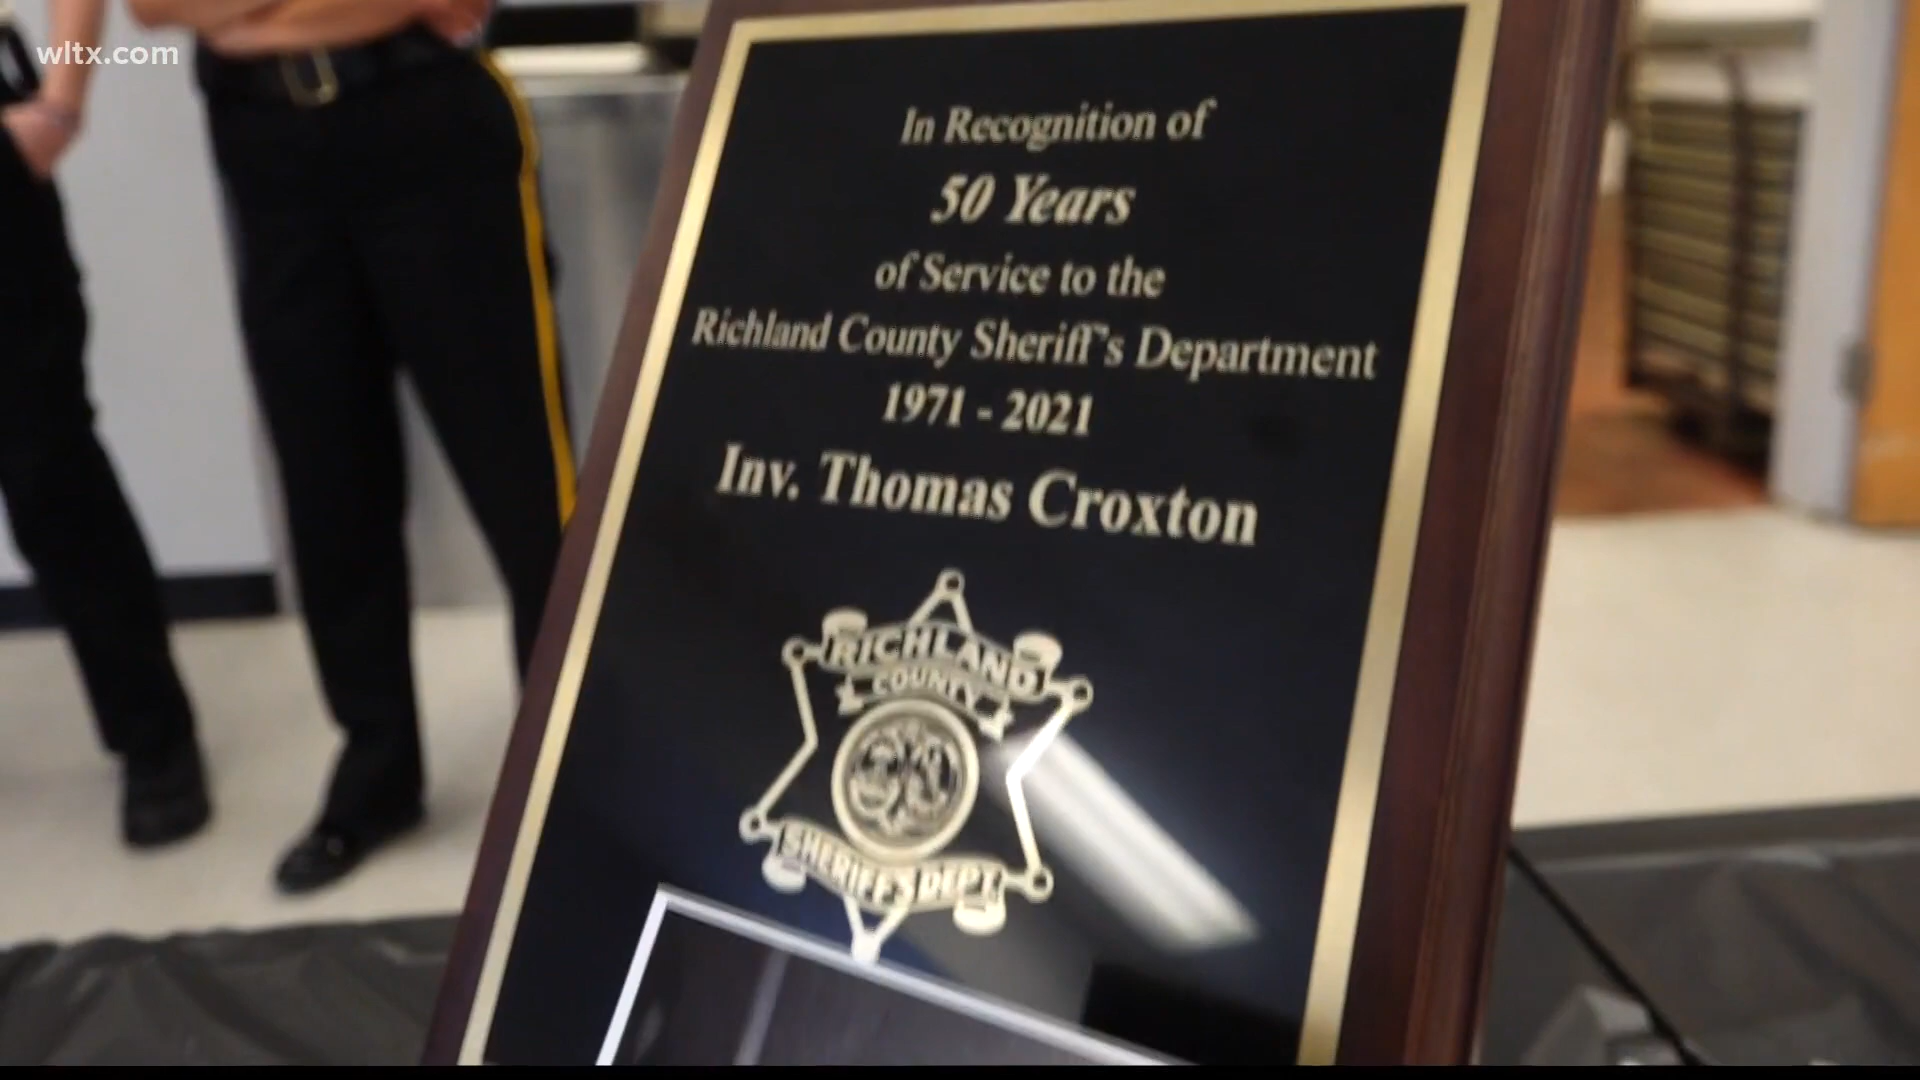 wltx.com
In Recognition of
50 Years
of Service to the
Richland County Sheriff's Department
1971 - 2021
Inv. Thomas Croxton
RICHLAND
COUNTY
SHERIFF'S DEPT